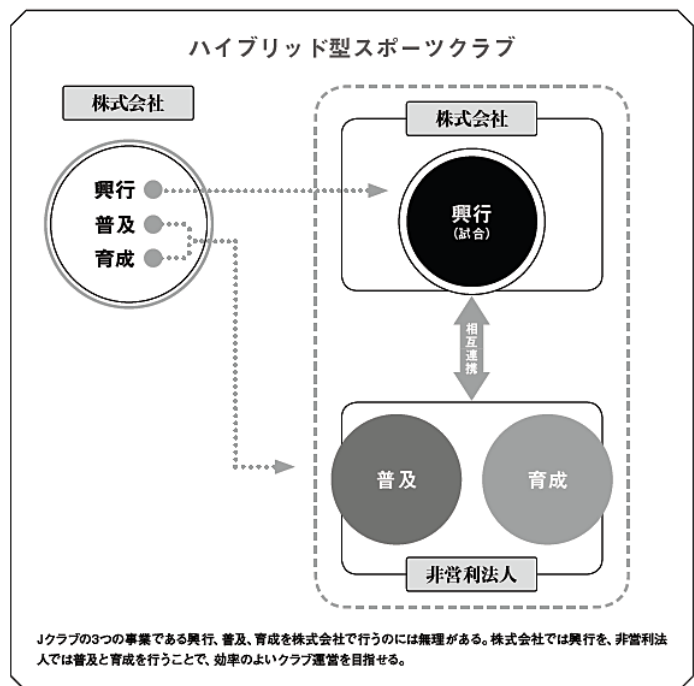 ハイブリッド型スポーツクラブ
株式会社
興行
普及
育成
株式会社
興行
(試合)
相互連携
普及
育成
非営利法人
Jクラブの3つの事業である興行、普及、育成を株式会社で行うのには無理がある。株式会社では興行を、非営利法
人では普及と育成を行うことで、効率のよいクラブ運営を目指せる。